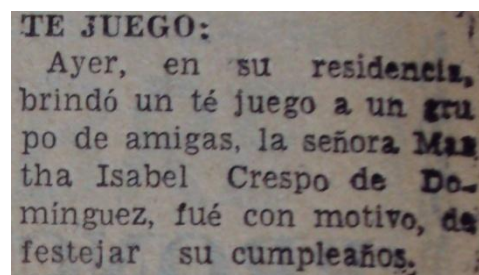 TE JUEGO:
Ayer, en su residencia,
brindó un té juego a un gru
po de amigas, la señora Mar
tha Isabel Crespo de Do-
mínguez, fué con motivo, de
festejar su cumpleaños.